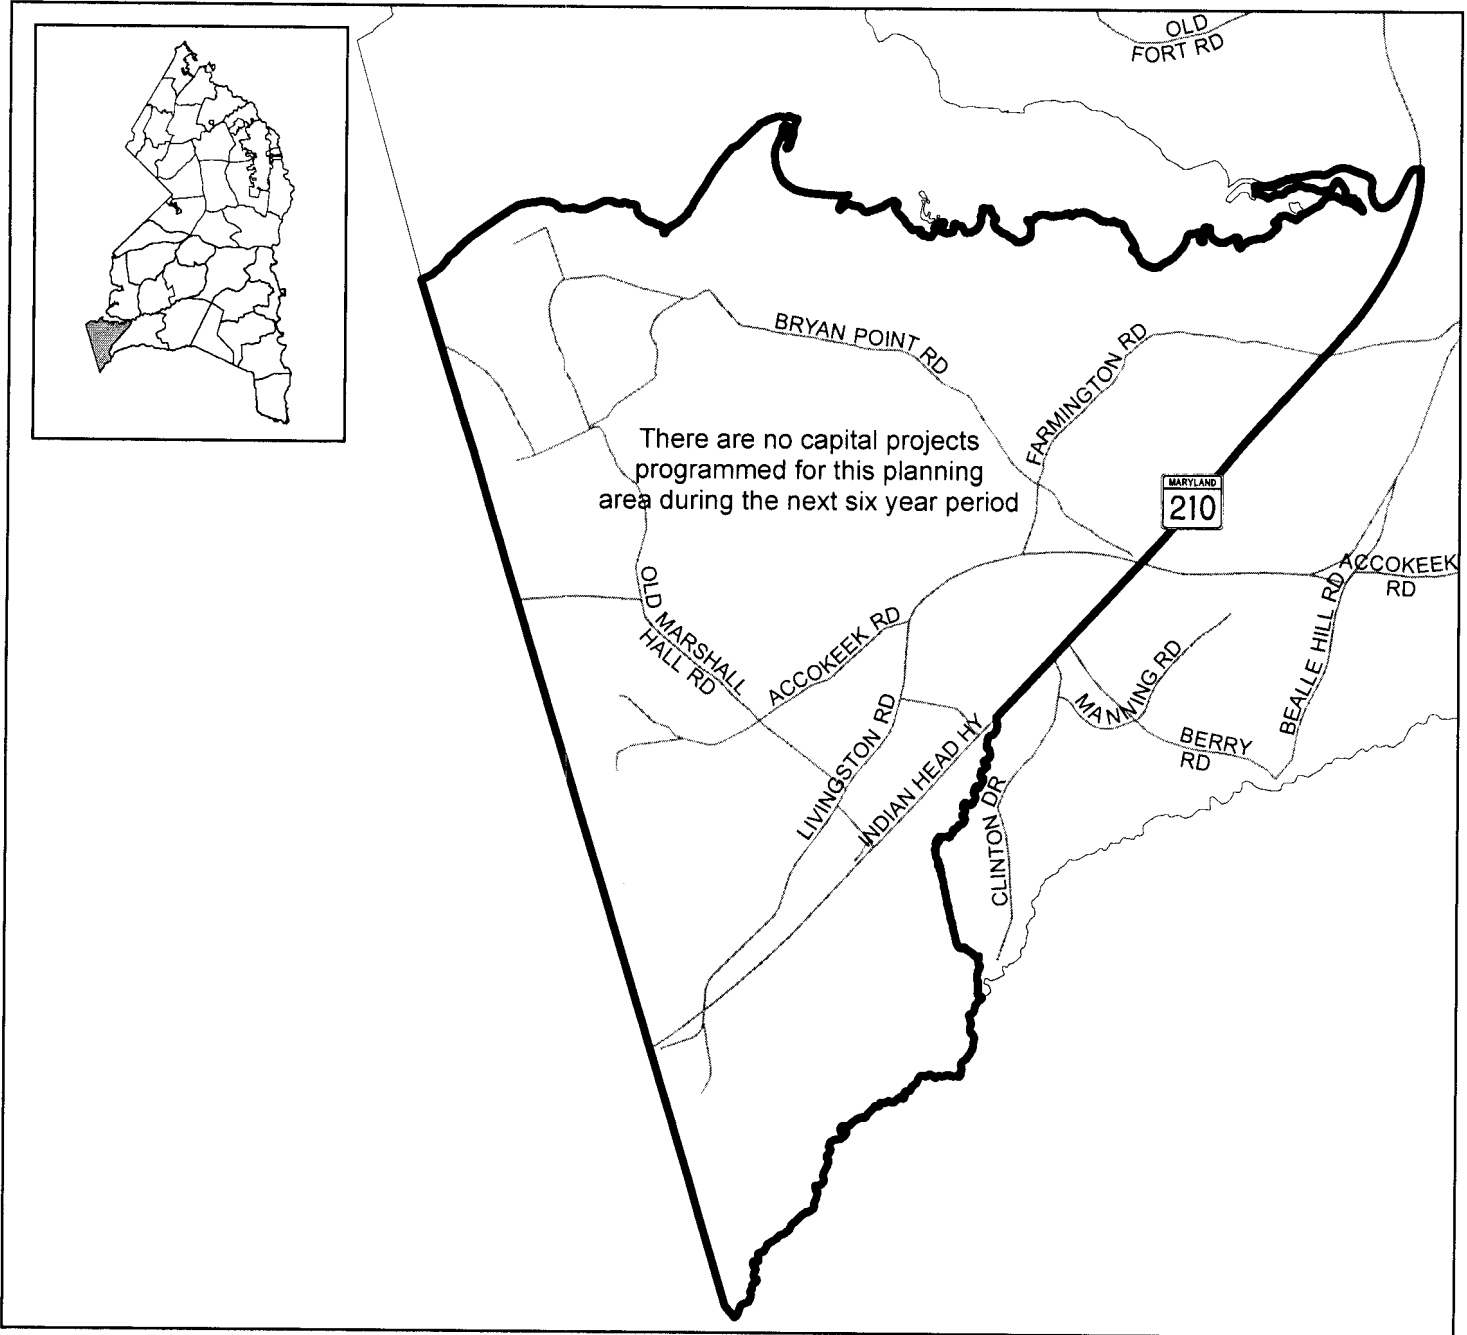 OLD
FORT RD
BRYAN POINT RD
FARMINGTON RD
There are no capital projects
programmed for this planning
area during the next six year period
MARYLAND
210
ACCOKEEK
RD
OLD MARSHALL
HALL RD
ACCOKEEK RD
BEALLE HILL RD
MANNING RD
LIVINGSTON RD
INDIAN HEAD HY
BERRY
RD
CLINTON DR